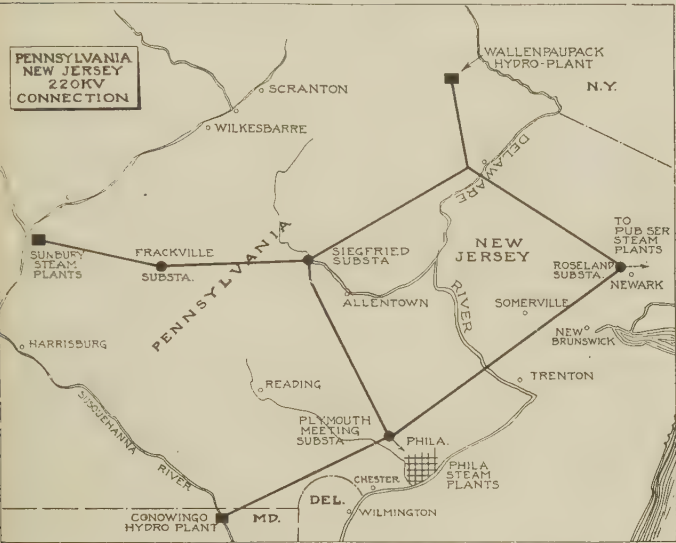 PENNSYLVANIA
NEW JERSEY
220KV
CONNECTION
WALLENPAUPACK
HYDRO-PLANT
N.Y.
SCRANTON
WILKESBARRE
DELAWARE
RIVER
PENNSYLVANIA
SUNBURY
STEAM
PLANTS
FRACKVILLE
SUBSTA.
SIEGFRIED
SUBSTA
NEW
JERSEY
TO
PUB SER
STEAM
PLANTS
ROSELAND
SUBSTA.
NEWARK
ALLENTOWN
SOMERVILLE
NEW
BRUNSWICK
HARRISBURG
TRENTON
READING
SUSQUEHANNA
RIVER
PLYMOUTH
MEETING
SUBSTA
PHILA.
PHILA
STEAM
PLANTS
CHESTER
DEL.
WILMINGTON
CONOWINGO
HYDRO PLANT
MD.